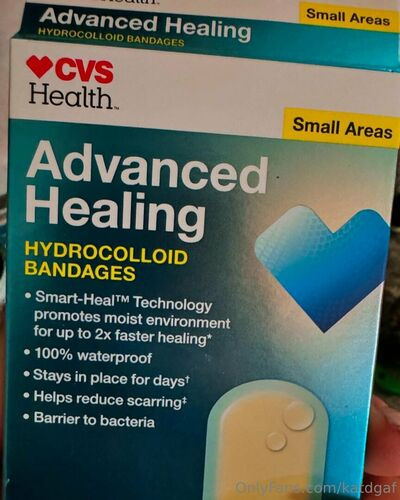 Advanced Healing
HYDROCOLLOID BANDAGES
Small Areas
CVS
Health™
Small Areas
Advanced
Healing
HYDROCOLLOID
BANDAGES
• Smart-Heal™ Technology
promotes moist environment
for up to 2x faster healing*
• 100% waterproof
• Stays in place for days†
• Helps reduce scarring‡
• Barrier to bacteria
OnlyFans.com/katdgaf